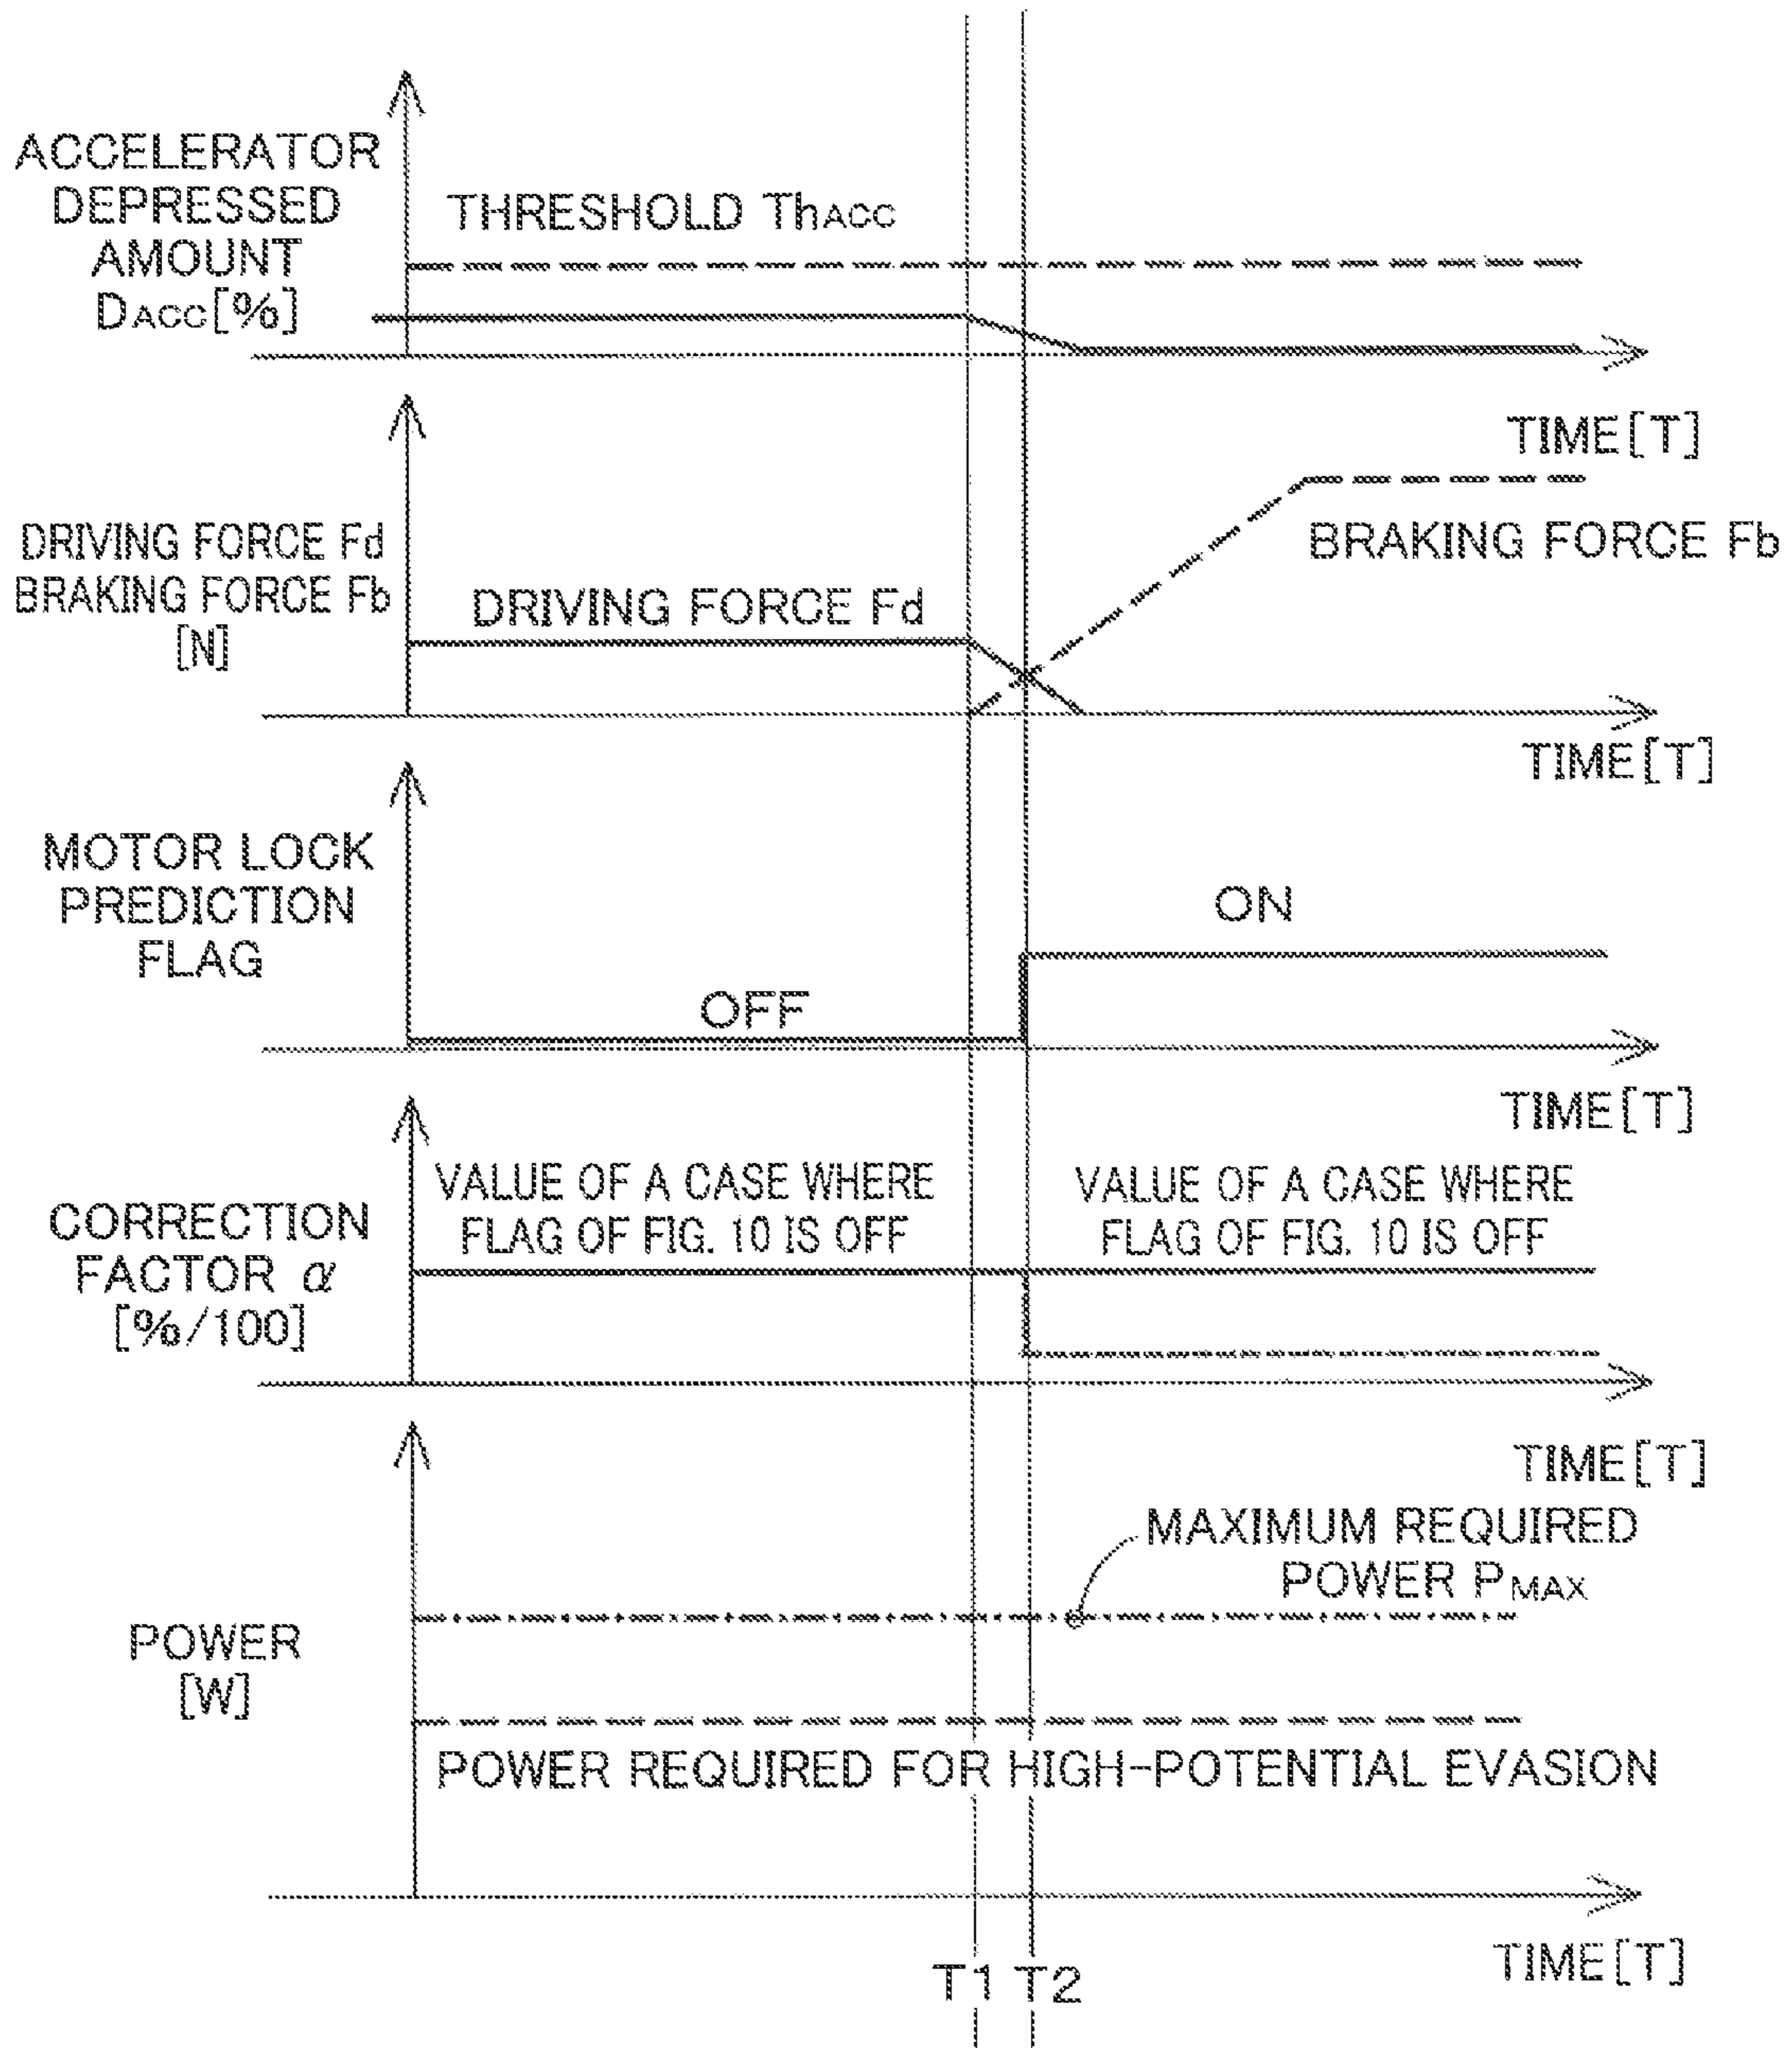 ACCELERATOR
DEPRESSED
AMOUNT
DACC[%]
THRESHOLD ThACC
TIME[T]
DRIVING FORCE Fd
BRAKING FORCE Fb
[N]
DRIVING FORCE Fd
BRAKING FORCE Fb
TIME[T]
MOTOR LOCK
PREDICTION
FLAG
OFF
ON
TIME[T]
CORRECTION
FACTOR α
[%/100]
VALUE OF A CASE WHERE
FLAG OF FIG. 10 IS OFF
VALUE OF A CASE WHERE
FLAG OF FIG. 10 IS OFF
TIME[T]
POWER
[W]
MAXIMUM REQUIRED
POWER PMAX
POWER REQUIRED FOR HIGH-POTENTIAL EVASION
TIME[T]
T1 T2